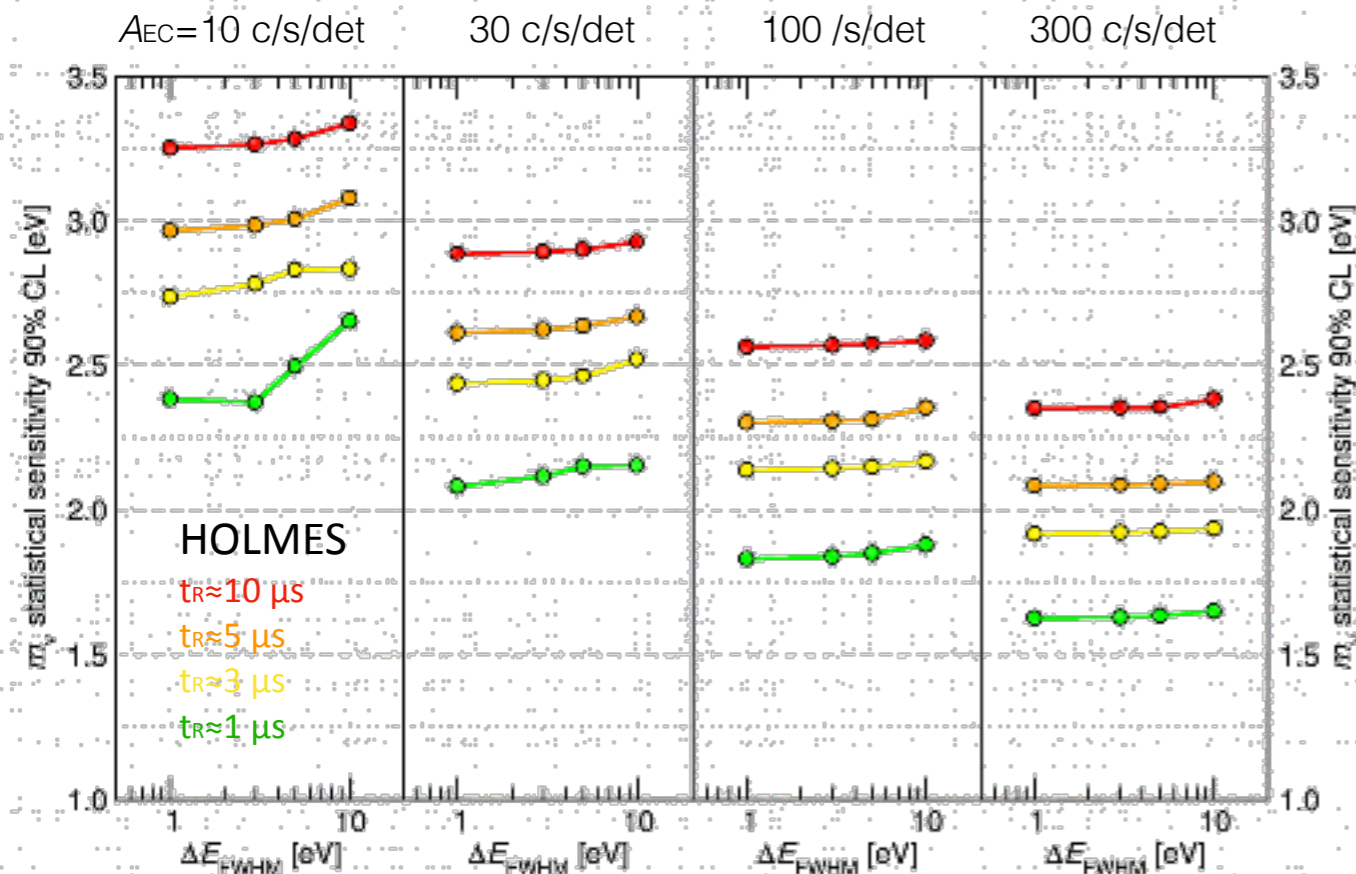 AEC=10 c/s/det 30 c/s/det 100 /s/det 300 c/s/det
3.5 3.5
3.0 3.0
2.5 2.5
2.0 2.0
1.5 1.5
1.0 1.0
mν statistical sensitivity 90% CL [eV]
mν statistical sensitivity 90% CL [eV]
HOLMES
tR≈10 μs
tR≈5 μs
tR≈3 μs
tR≈1 μs
1 10 1 10 1 10 1 10
ΔEFWHM [eV] ΔEFWHM [eV] ΔEFWHM [eV] ΔEFWHM [eV]